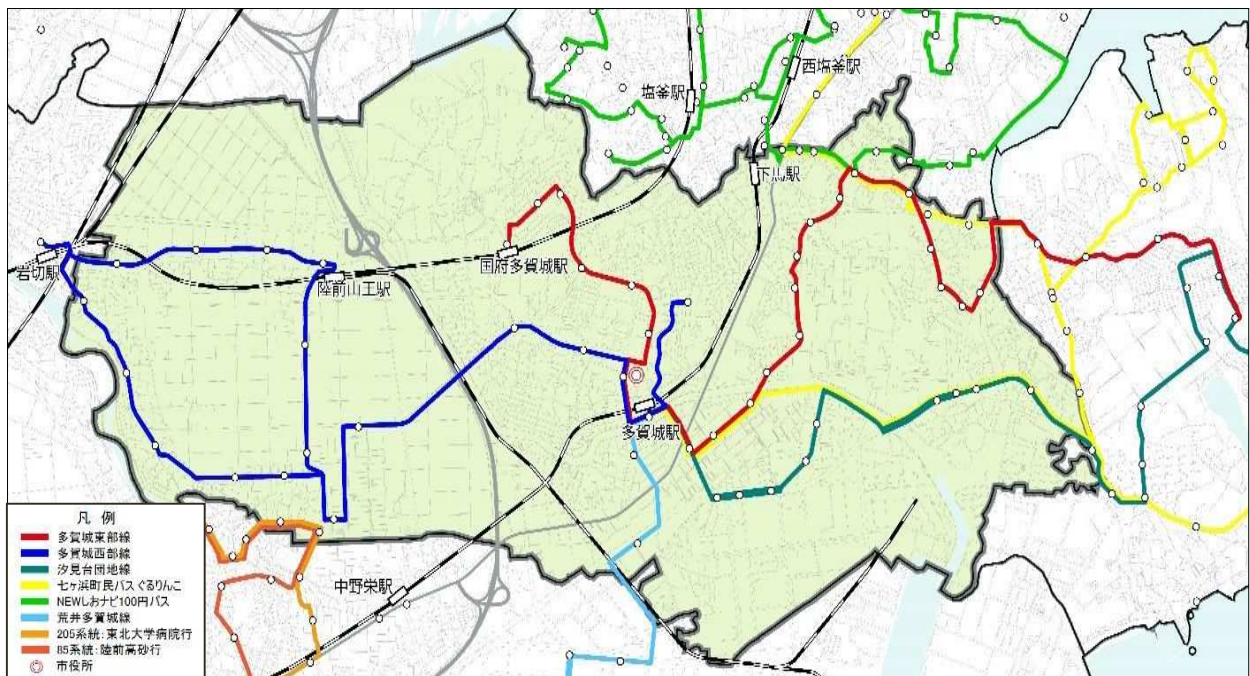 西塩釜駅
塩釜駅
下馬駅
国府多賀城駅
岩切駅
陸前山王駅
多賀城駅
中野栄駅
凡 例
多賀城東部線
多賀城西部線
汐見台団地線
七ヶ浜町民バスぐるりんこ
NEWしおナビ100円バス
荒井多賀城線
205系統:東北大学病院行
85系統:陸前高砂行
市役所